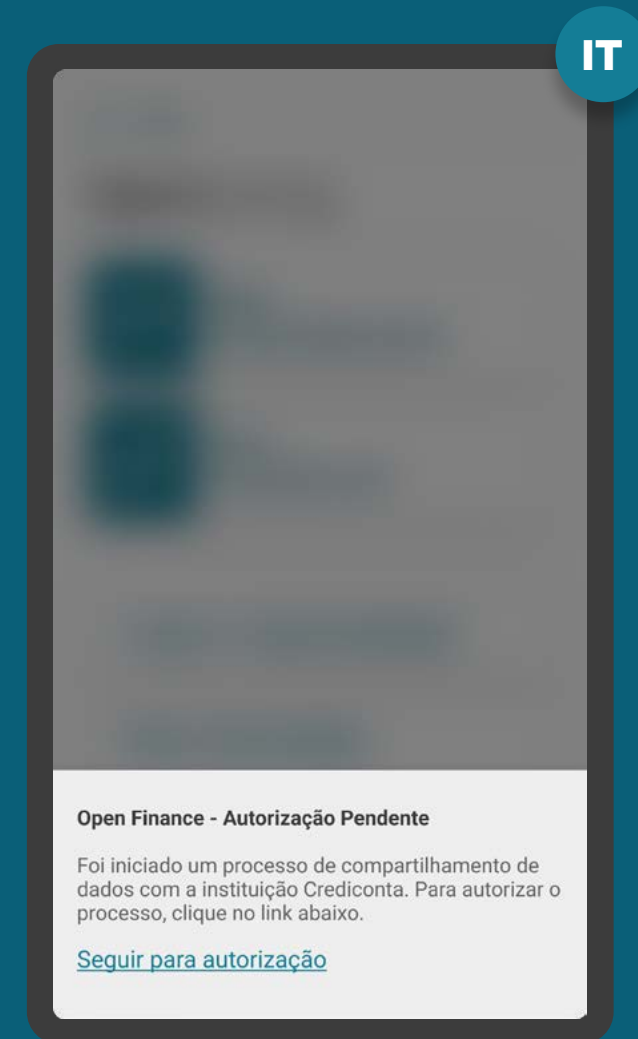 IT
Open Finance - Autorização Pendente
Foi iniciado um processo de compartilhamento de
dados com a instituição Crediconta. Para autorizar o
processo, clique no link abaixo.
Seguir para autorização